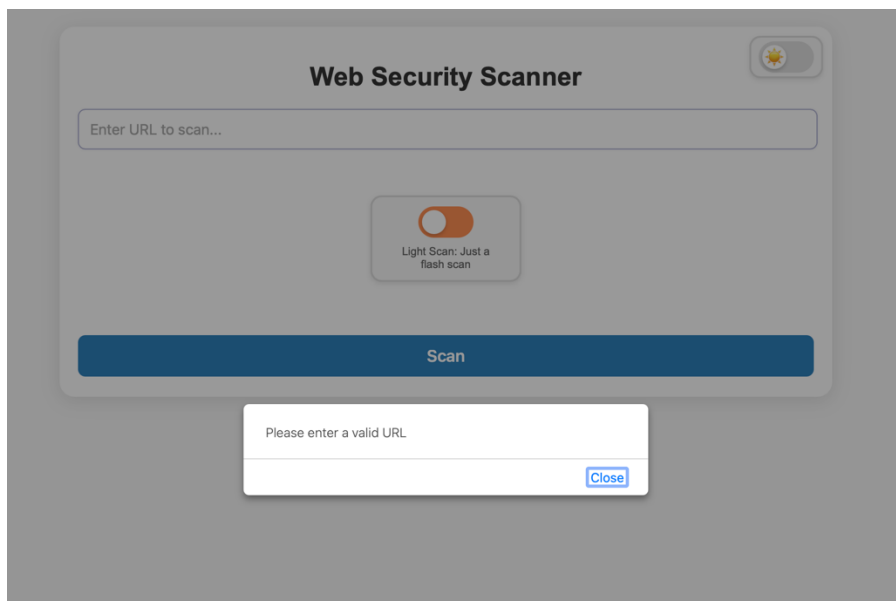 Web Security Scanner
Enter URL to scan...
Light Scan: Just a
flash scan
Scan
Please enter a valid URL
Close